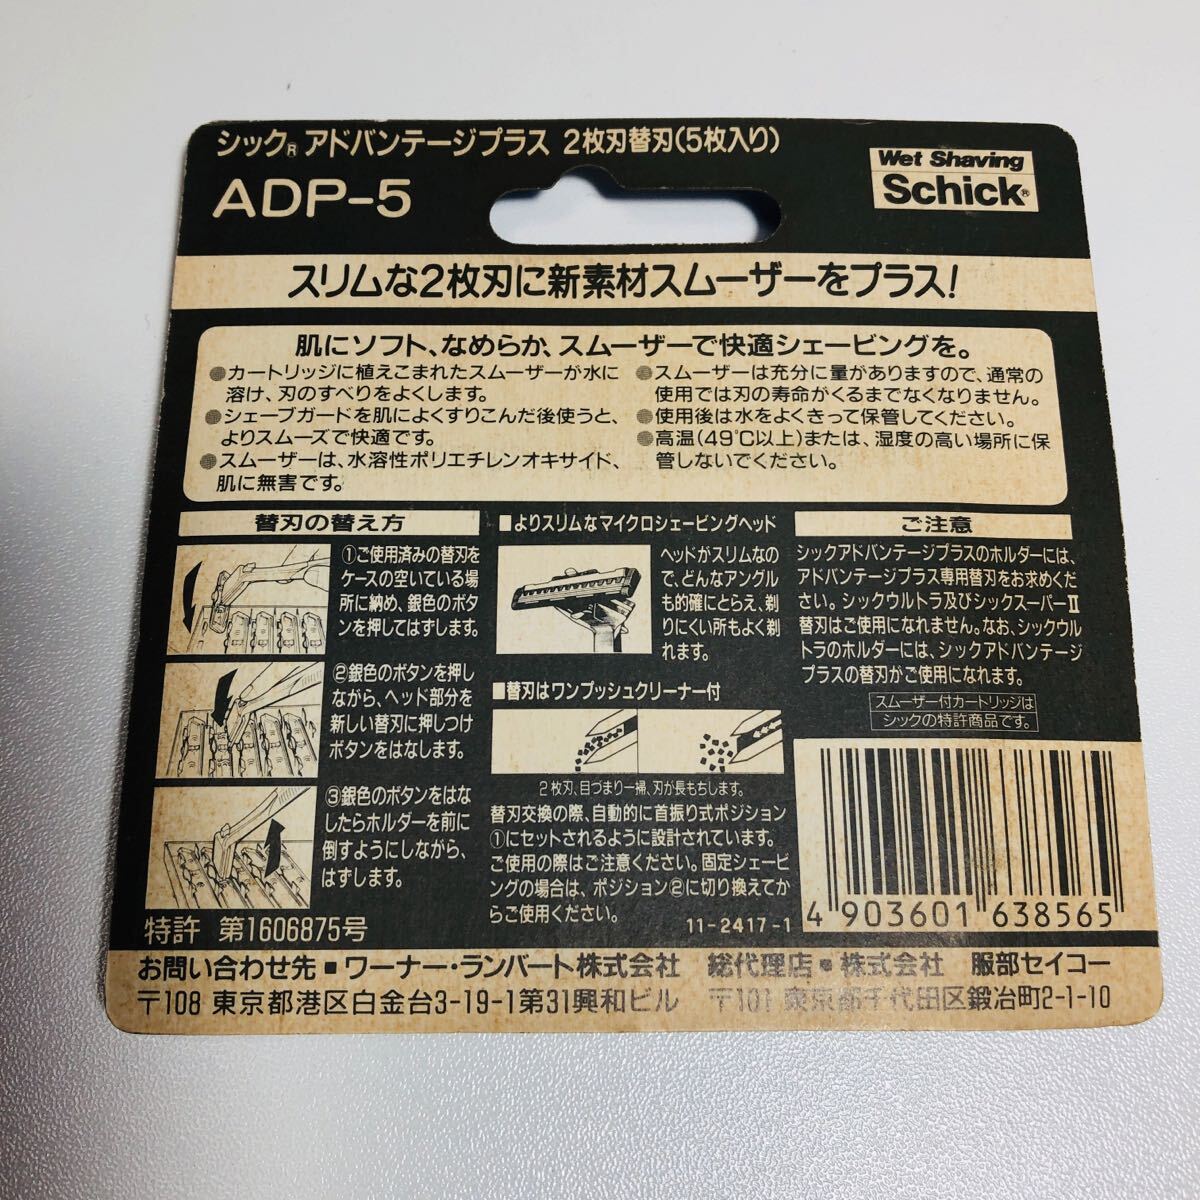 シック® アドバンテージプラス 2枚刃替刃(5枚入り)
ADP-5
Wet Shaving
Schick®
スリムな2枚刃に新素材スムーザーをプラス!
肌にソフト、なめらか、スムーザーで快適シェービングを。
●カートリッジに植えこまれたスムーザーが水に
溶け、刃のすべりをよくします。
●シェーブガードを肌によくすりこんだ後使うと、
よりスムーズで快適です。
●スムーザーは、水溶性ポリエチレンオキサイド、
肌に無害です。
●スムーザーは充分に量がありますので、通常の
使用では刃の寿命がくるまでなくなりません。
●使用後は水をよくきって保管してください。
●高温(49℃以上)または、湿度の高い場所に保
管しないでください。
替刃の替え方
①ご使用済みの替刃を
ケースの空いている場
所に納め、銀色のボタ
ンを押してはずします。
②銀色のボタンを押し
ながら、ヘッド部分を
新しい替刃に押しつけ
ボタンをはなします。
③銀色のボタンをはな
したらホルダーを前に
倒すようにしながら、
はずします。
特許 第1606875号
■よりスリムなマイクロシェービングヘッド
ヘッドがスリムなの
で、どんなアングル
も的確にとらえ、剃
りにくい所もよく剃
れます。
■替刃はワンプッシュクリーナー付
2枚刃、目づまり一掃、刃が長もちします。
替刃交換の際、自動的に首振り式ポジション
①にセットされるように設計されています。
ご使用の際はご注意ください。固定シェービ
ングの場合は、ポジション②に切り換えてか
らご使用ください。
11-2417-1
ご注意
シックアドバンテージプラスのホルダーには、
アドバンテージプラス専用替刃をお求めくだ
さい。シックウルトラ及びシックスーパーⅡ
替刃はご使用になれません。なお、シックウル
トラのホルダーには、シックアドバンテージ
プラスの替刃がご使用になれます。
スムーザー付カートリッジは
シックの特許商品です。
4 903601 638565
お問い合わせ先■ワーナー・ランバート株式会社 総代理店●株式会社 服部セイコー
〒108 東京都港区白金台3-19-1第31興和ビル 〒101 東京都千代田区鍛冶町2-1-10